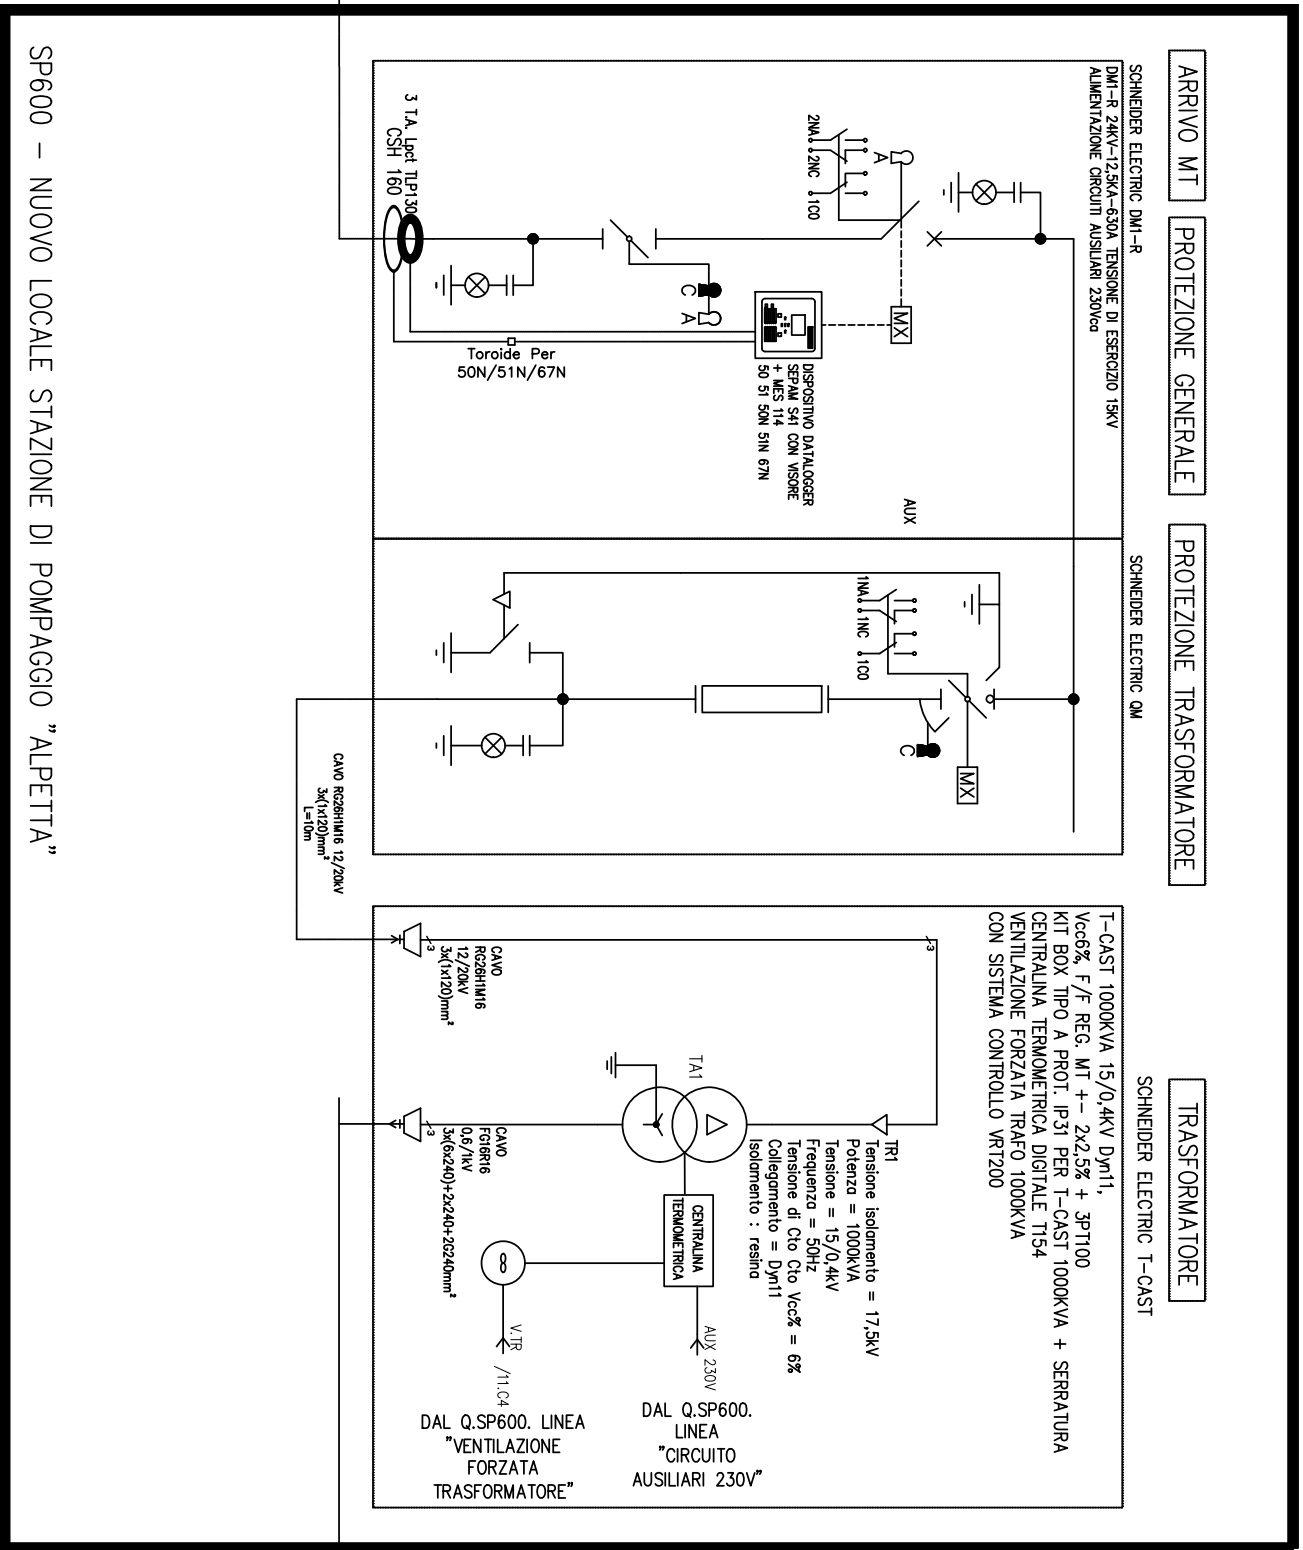 SP600 - NUOVO LOCALE STAZIONE DI POMPAGGIO "ALPETTA"
ARRIVO MT
PROTEZIONE GENERALE
PROTEZIONE TRASFORMATORE
TRASFORMATORE
SCHNEIDER ELECTRIC DM1-R
DM1-R 24KV-12,5KA-630A TENSIONE DI ESERCIZIO 15KV
ALIMENTAZIONE CIRCUITI AUSILIARI 230Vca
2NA
2NC
1CO
A
MX
3 T.A. Lpct TLP130
CSH 160
C
A
Toroide Per
50N/51N/67N
DISPOSITIVO DATALOGGER
SEPAM S41 CON VISORE
+ MES 114
50 51 50N 51N 67N
AUX
SCHNEIDER ELECTRIC QM
1NA
1NC
1CO
C
MX
CAVO RG26H1M16 12/20kV
3x(1x120)mm²
L=10m
SCHNEIDER ELECTRIC T-CAST
T-CAST 1000KVA 15/0,4KV Dyn11,
Vcc6%, F/F REG. MT +- 2x2,5% + 3PT100
KIT BOX TIPO A PROT. IP31 PER T-CAST 1000KVA + SERRATURA
CENTRALINA TERMOMETRICA DIGITALE T154
VENTILAZIONE FORZATA TRAFO 1000KVA
CON SISTEMA CONTROLLO VRT200
3
3
CAVO
RG26H1M16
12/20kV
3x(1x120)mm²
TA1
TR1
Tensione isolamento = 17,5kV
Potenza = 1000kVA
Tensione = 15/0,4kV
Frequenza = 50Hz
Tensione di Cto Cto Vcc% = 6%
Collegamento = Dyn11
Isolamento : resina
3
CAVO
FG16R16
0,6/1kV
3x(6x240)+2x240+2G240mm²
CENTRALINA
TERMOMETRICA
V.TR
/11.C4
AUX 230V
DAL Q.SP600. LINEA
"VENTILAZIONE
FORZATA
TRASFORMATORE"
DAL Q.SP600.
LINEA
"CIRCUITO
AUSILIARI 230V"